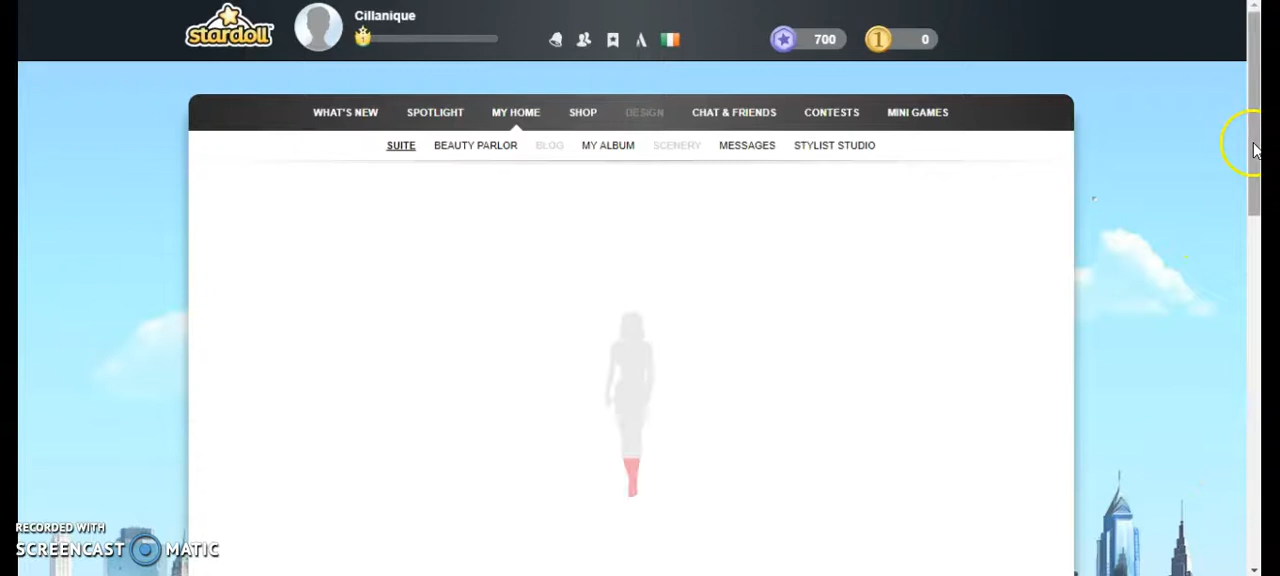 stardoll
Cillanique
1
700
1
0
WHAT'S NEW SPOTLIGHT MY HOME SHOP DESIGN CHAT & FRIENDS CONTESTS MINI GAMES
SUITE BEAUTY PARLOR BLOG MY ALBUM SCENERY MESSAGES STYLIST STUDIO
RECORDED WITH
SCREENCAST MATIC